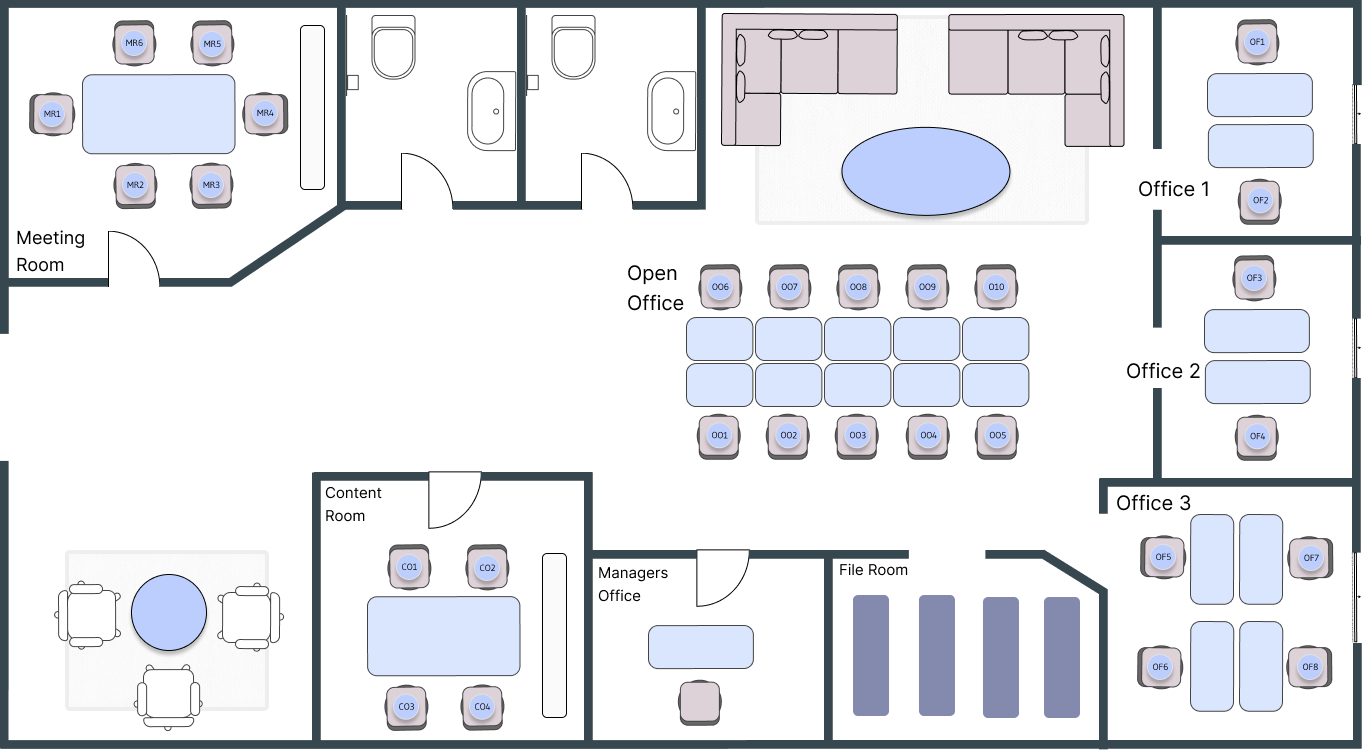 MR6
MR5
MR1
MR4
MR2
MR3
Meeting
Room
OF1
OF2
Office 1
Open
Office
OO6
OO7
OO8
OO9
O10
OO1
OO2
OO3
OO4
OO5
OF3
Office 2
OF4
Content
Room
CO1
CO2
CO3
CO4
Managers
Office
File Room
Office 3
OF5
OF7
OF6
OF8